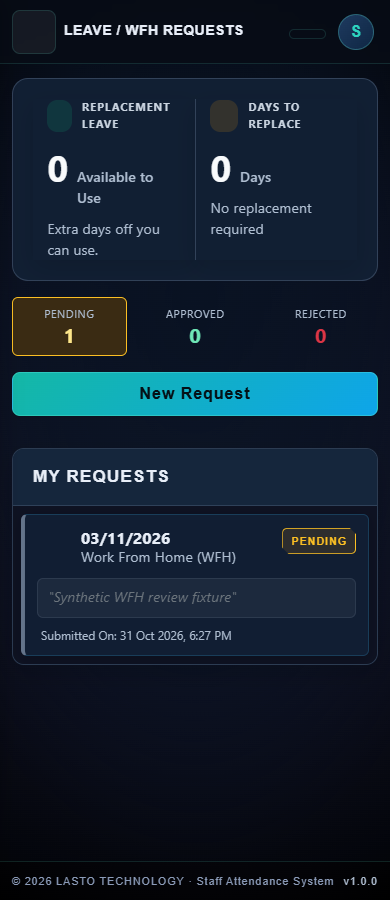 LEAVE / WFH REQUESTS
S
REPLACEMENT
LEAVE
0 Available to
Use
Extra days off you
can use.
DAYS TO
REPLACE
0 Days
No replacement
required
PENDING
1
APPROVED
0
REJECTED
0
New Request
MY REQUESTS
03/11/2026
Work From Home (WFH)
PENDING
"Synthetic WFH review fixture"
Submitted On: 31 Oct 2026, 6:27 PM
© 2026 LASTO TECHNOLOGY · Staff Attendance System v1.0.0